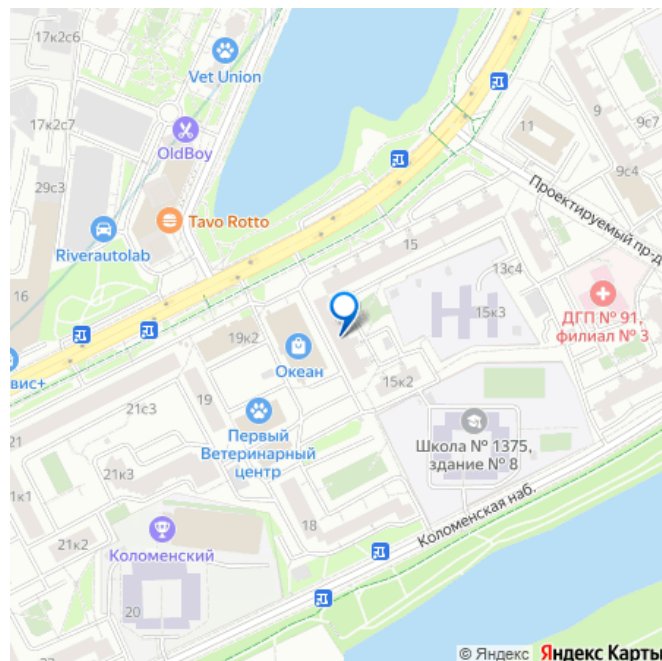 17к2с6
Vet Union
9
11
17к2с7
OldBoy
9с4
29с3
Проектируемый пр-д
Tavo Rotto
15
Riverautolab
13с4
16
15к3
ДГП № 91,
филиал № 3
19к2
Океан
вис+
15к2
21с3
19
Первый
Ветеринарный
центр
Школа № 1375,
здание № 8
21
21к3
1к1
18
Коломенская наб.
21к2
Коломенский
20
© Яндекс Яндекс Карты